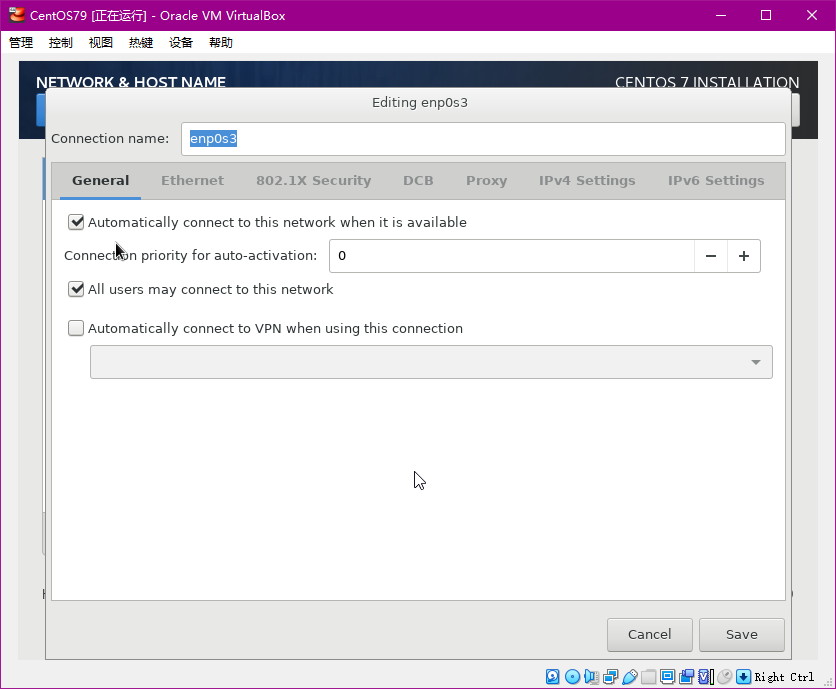 CentOS79 [正在运行] - Oracle VM VirtualBox
管理 控制 视图 热键 设备 帮助
NETWORK & HOST NAME CENTOS 7 INSTALLATION
Editing enp0s3
Connection name: enp0s3
General Ethernet 802.1X Security DCB Proxy IPv4 Settings IPv6 Settings
Automatically connect to this network when it is available
Connection priority for auto-activation: 0
All users may connect to this network
Automatically connect to VPN when using this connection
Cancel Save
Right Ctrl